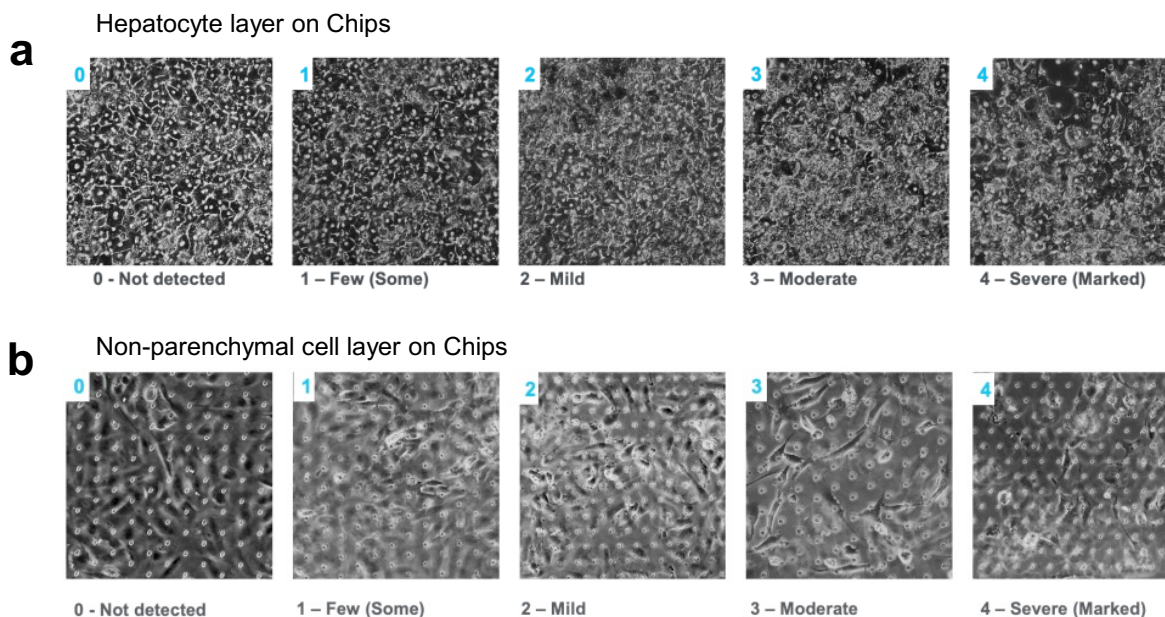 a
Hepatocyte layer on Chips
0 1 2 3 4
0 - Not detected 1 – Few (Some) 2 – Mild 3 – Moderate 4 – Severe (Marked)
b
Non-parenchymal cell layer on Chips
0 1 2 3 4
0 - Not detected 1 – Few (Some) 2 – Mild 3 – Moderate 4 – Severe (Marked)